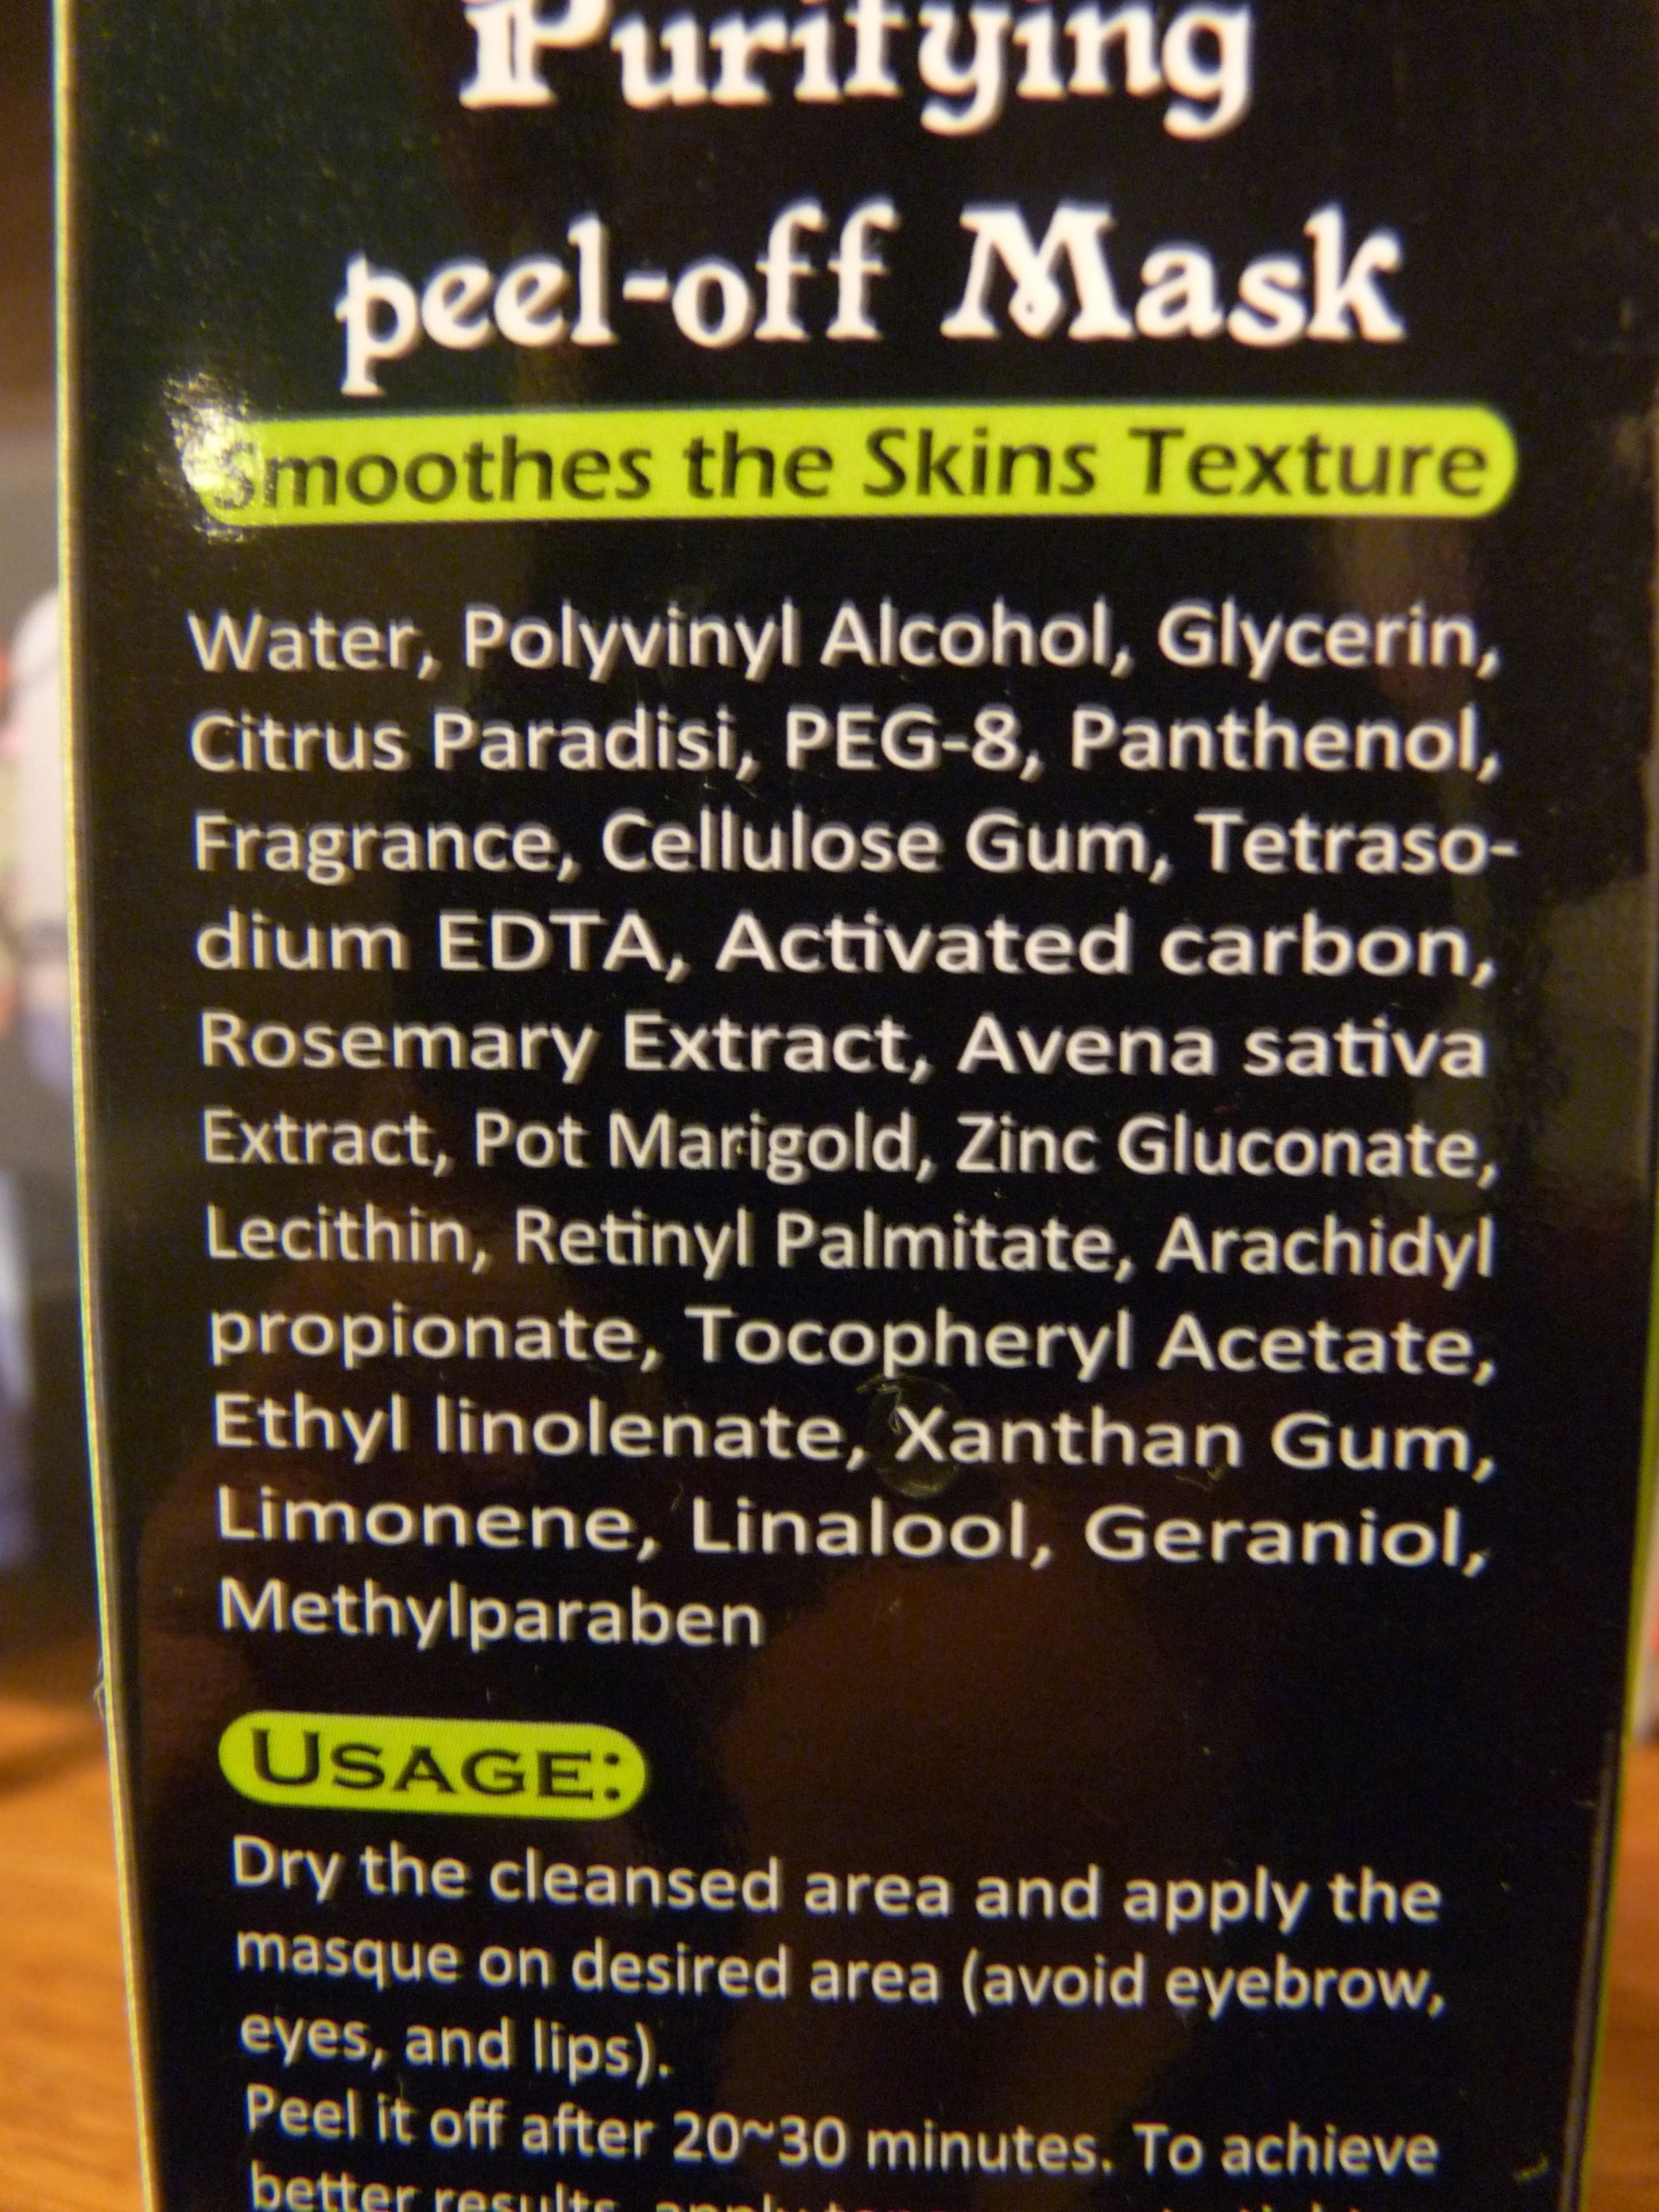 Purifying
peel-off Mask
Smoothes the Skins Texture
Water, Polyvinyl Alcohol, Glycerin,
Citrus Paradisi, PEG-8, Panthenol,
Fragrance, Cellulose Gum, Tetraso-
dium EDTA, Activated carbon,
Rosemary Extract, Avena sativa
Extract, Pot Marigold, Zinc Gluconate,
Lecithin, Retinyl Palmitate, Arachidyl
propionate, Tocopheryl Acetate,
Ethyl linolenate, Xanthan Gum,
Limonene, Linalool, Geraniol,
Methylparaben
USAGE:
Dry the cleansed area and apply the
masque on desired area (avoid eyebrow,
eyes, and lips).
Peel it off after 20~30 minutes. To achieve
better results, apply